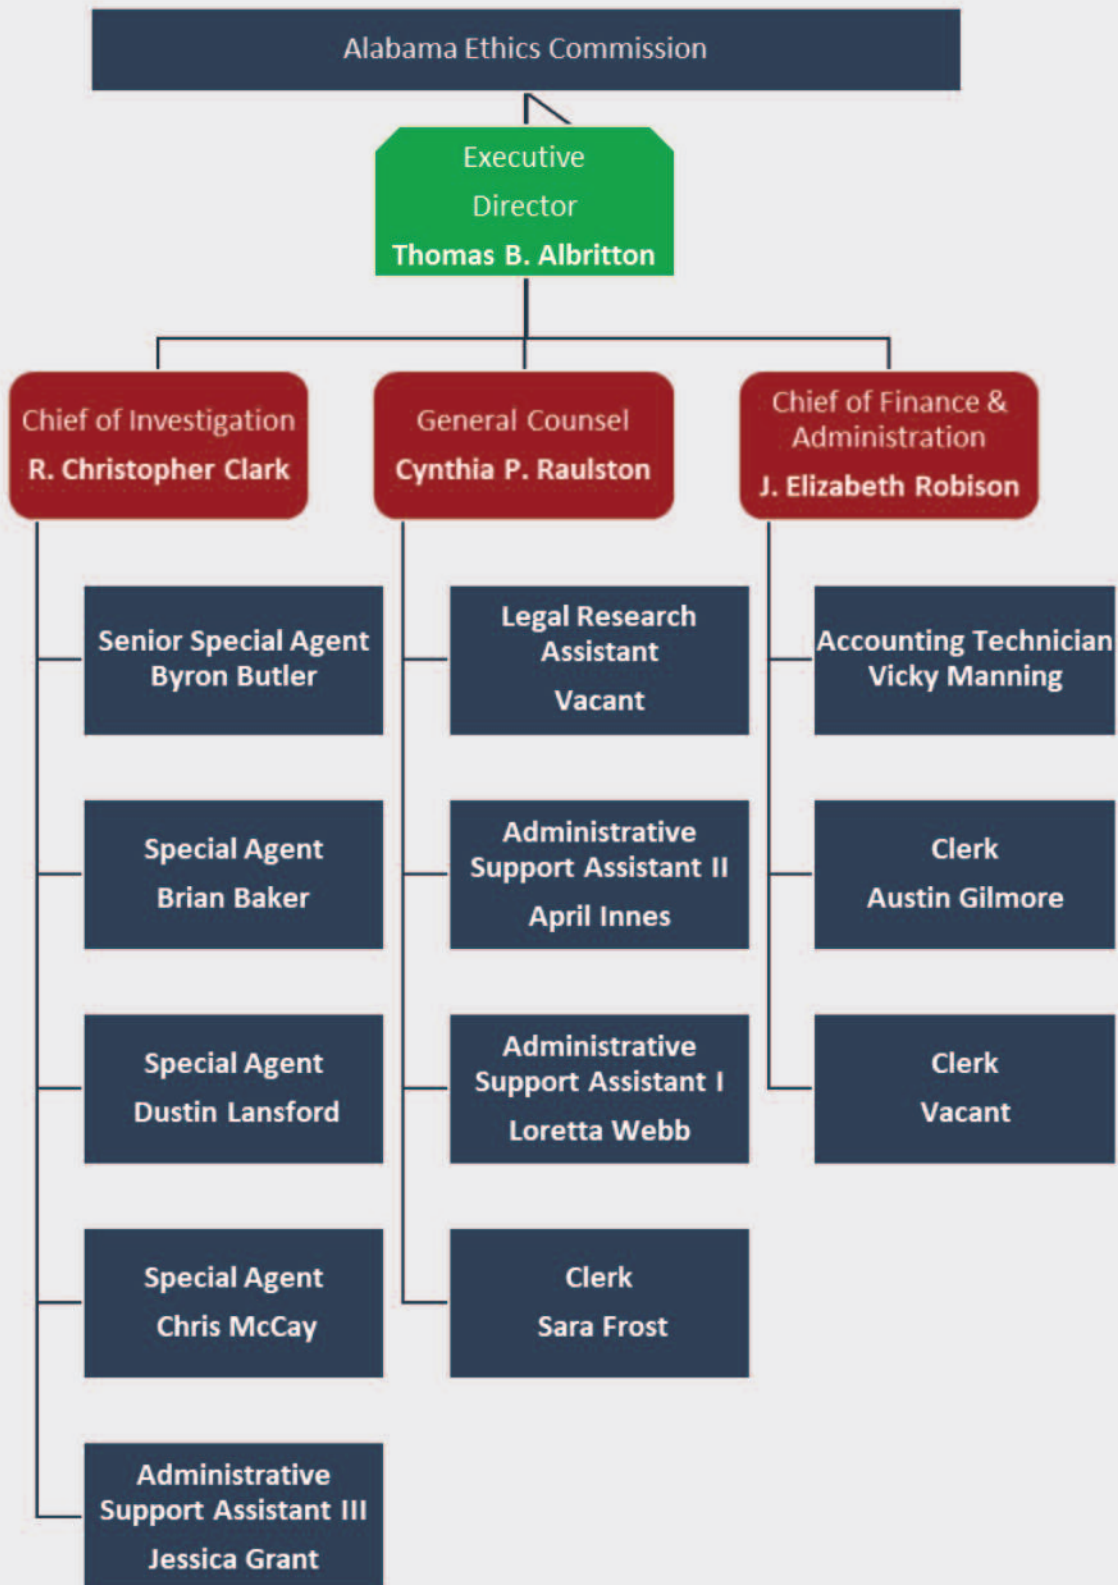 Alabama Ethics Commission
Executive
Director
Thomas B. Albritton
Chief of Investigation
R. Christopher Clark
General Counsel
Cynthia P. Raulston
Chief of Finance &
Administration
J. Elizabeth Robison
Senior Special Agent
Byron Butler
Special Agent
Brian Baker
Special Agent
Dustin Lansford
Special Agent
Chris McCay
Administrative
Support Assistant III
Jessica Grant
Legal Research
Assistant
Vacant
Administrative
Support Assistant II
April Innes
Administrative
Support Assistant I
Loretta Webb
Clerk
Sara Frost
Accounting Technician
Vicky Manning
Clerk
Austin Gilmore
Clerk
Vacant